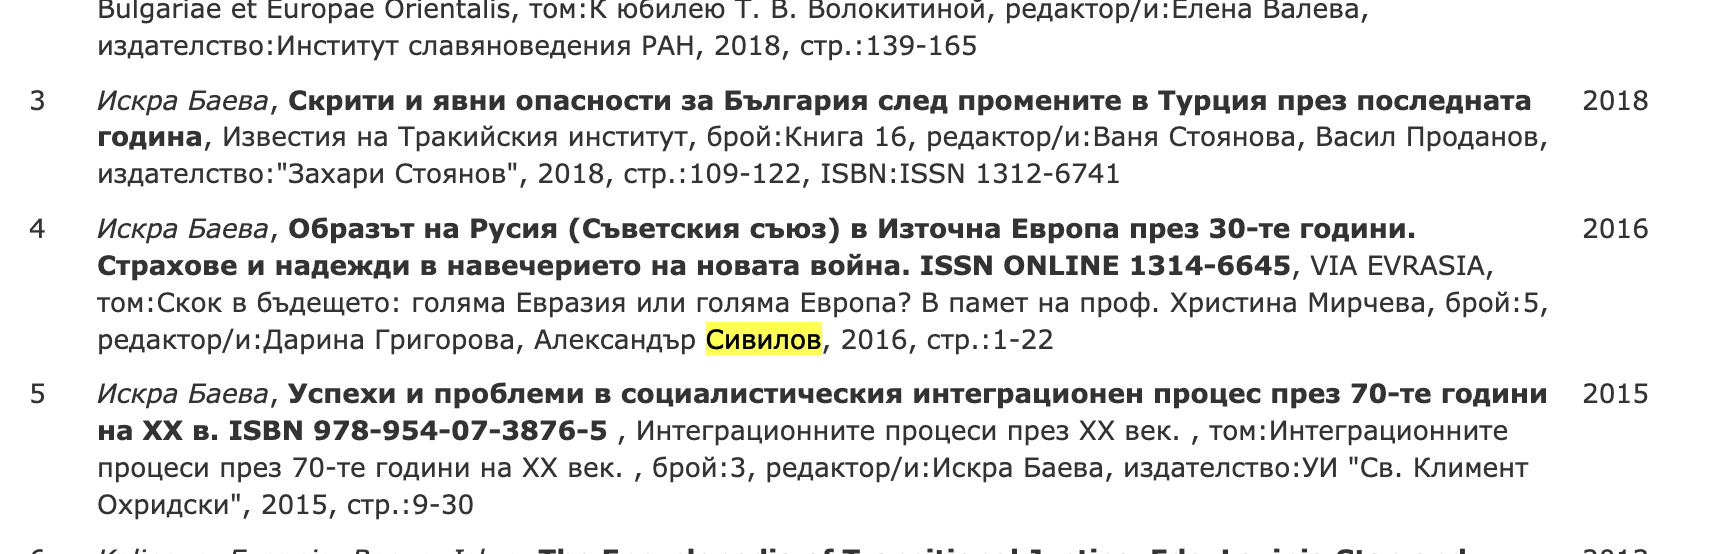 Bulgariae et Europae Orientalis, том:К юбилею Т. В. Волокитиной, редактор/и:Елена Валева,
издателство:Институт славяноведения РАН, 2018, стр.:139-165
3 Искра Баева, Скрити и явни опасности за България след промените в Турция през последната 2018
година, Известия на Тракийския институт, брой:Книга 16, редактор/и:Ваня Стоянова, Васил Проданов,
издателство:"Захари Стоянов", 2018, стр.:109-122, ISBN:ISSN 1312-6741
4 Искра Баева, Образът на Русия (Съветския съюз) в Източна Европа през 30-те години. 2016
Страхове и надежди в навечерието на новата война. ISSN ONLINE 1314-6645, VIA EVRASIA,
том:Скок в бъдещето: голяма Евразия или голяма Европа? В памет на проф. Христина Мирчева, брой:5,
редактор/и:Дарина Григорова, Александър Сивилов, 2016, стр.:1-22
5 Искра Баева, Успехи и проблеми в социалистическия интеграционен процес през 70-те години 2015
на ХХ в. ISBN 978-954-07-3876-5 , Интеграционните процеси през ХХ век. , том:Интеграционните
процеси през 70-те години на ХХ век. , брой:3, редактор/и:Искра Баева, издателство:УИ "Св. Климент
Охридски", 2015, стр.:9-30